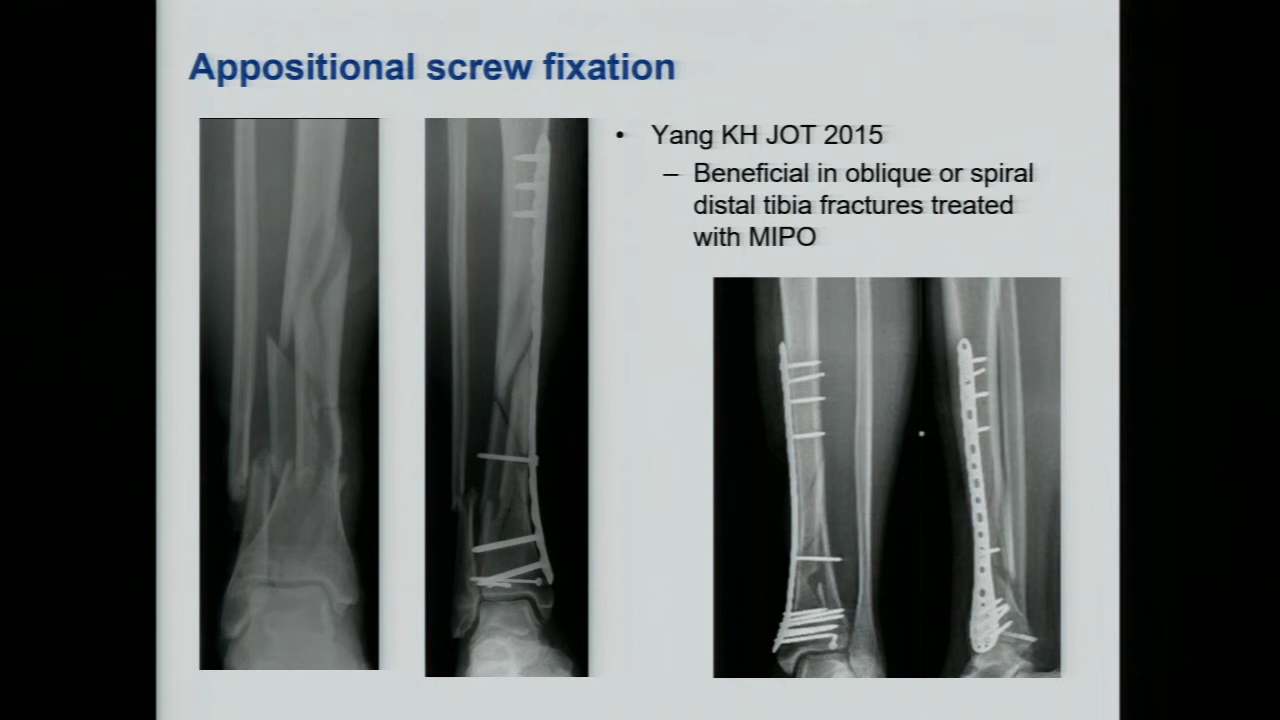 Appositional screw fixation
• Yang KH JOT 2015
– Beneficial in oblique or spiral
distal tibia fractures treated
with MIPO